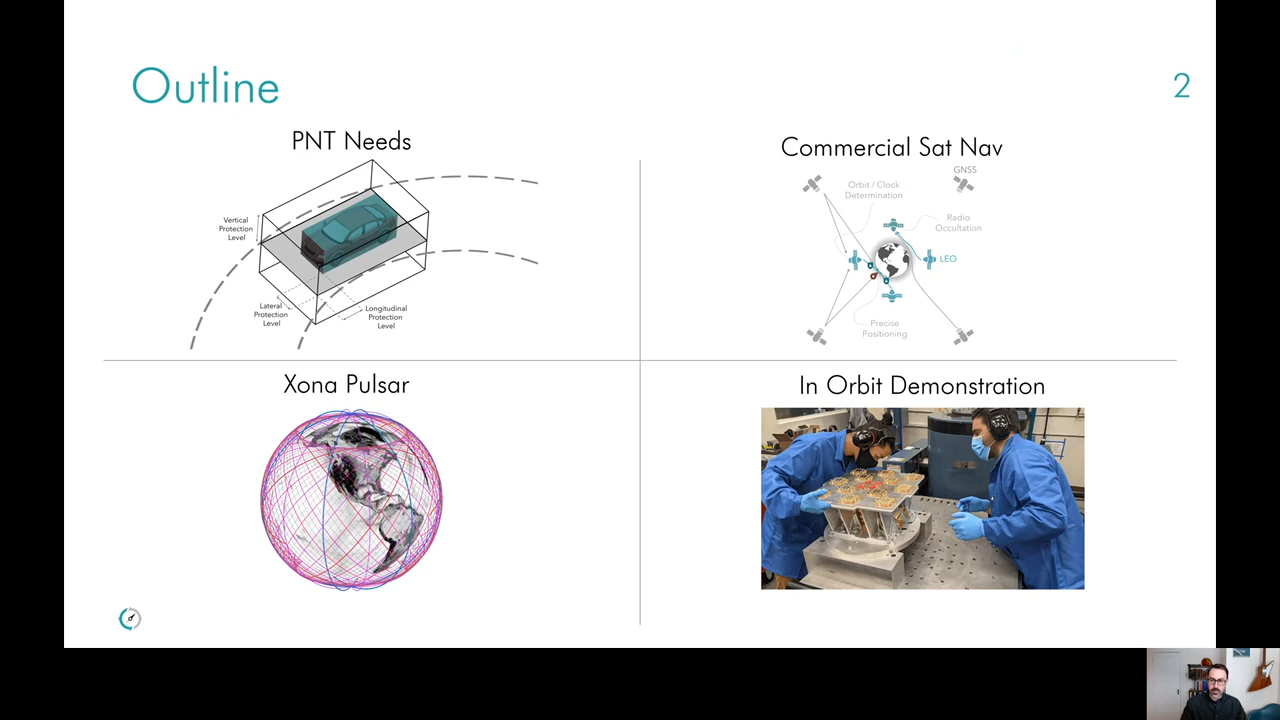 Outline
2
PNT Needs
Vertical
Protection
Level
Lateral
Protection
Level
Longitudinal
Protection
Level
Commercial Sat Nav
GNSS
Orbit / Clock
Determination
Radio
Occultation
LEO
Precise
Positioning
Xona Pulsar
In Orbit Demonstration